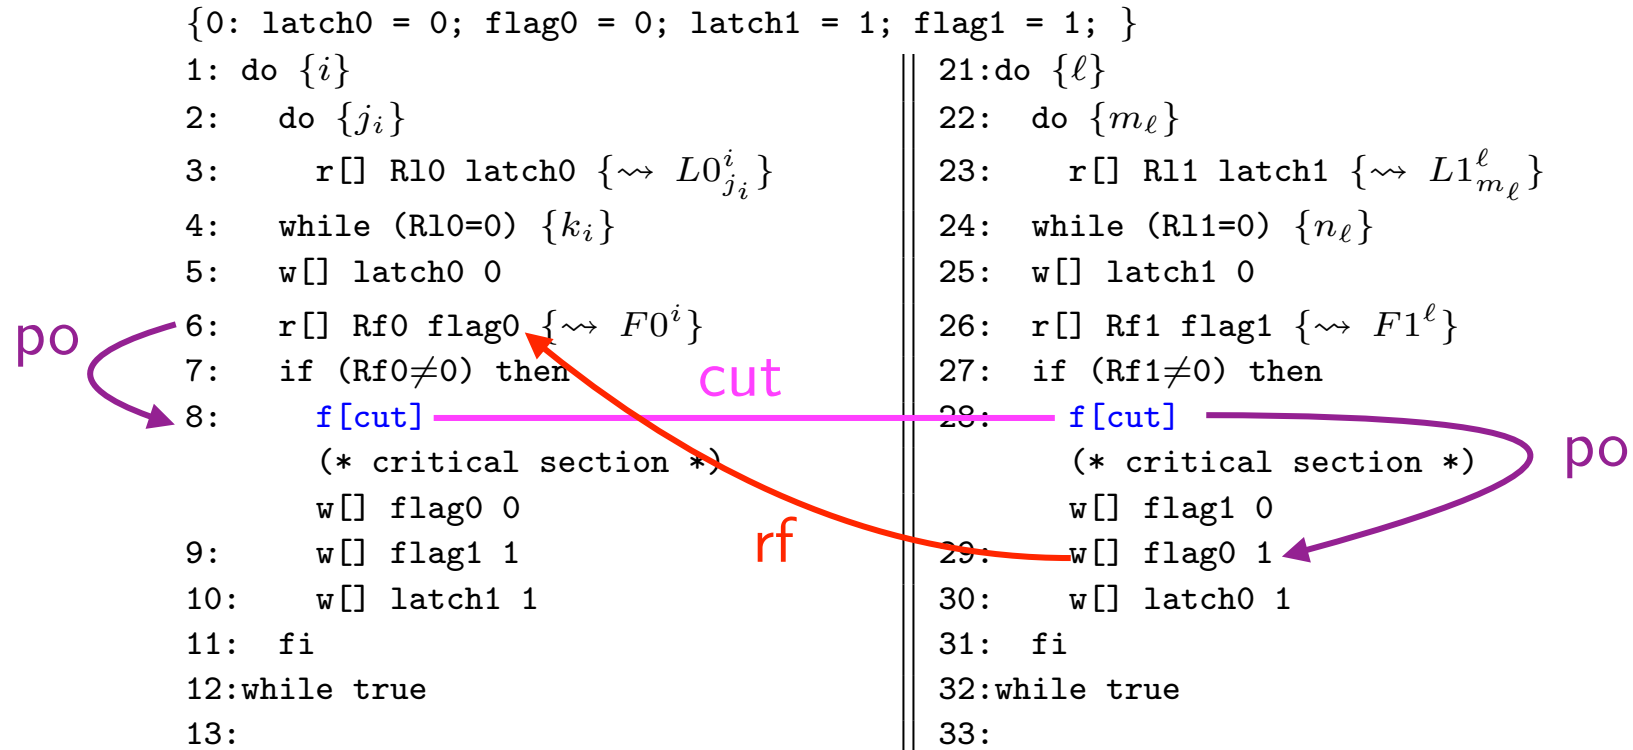 {0: latch0 = 0; flag0 = 0; latch1 = 1; flag1 = 1; }
1: do {i} 21:do {ℓ}
2: do {j_i} 22: do {m_ℓ}
3: r[] Rl0 latch0 {⇝ L0^i_{j_i}} 23: r[] Rl1 latch1 {⇝ L1^ℓ_{m_ℓ}}
4: while (Rl0=0) {k_i} 24: while (Rl1=0) {n_ℓ}
5: w[] latch0 0 25: w[] latch1 0
po 6: r[] Rf0 flag0 {⇝ F0^i} 26: r[] Rf1 flag1 {⇝ F1^ℓ}
7: if (Rf0≠0) then cut 27: if (Rf1≠0) then
8: f[cut] 28: f[cut]
(* critical section *) (* critical section *) po
w[] flag0 0 w[] flag1 0
9: w[] flag1 1 rf 29: w[] flag0 1
10: w[] latch1 1 30: w[] latch0 1
11: fi 31: fi
12:while true 32:while true
13: 33: